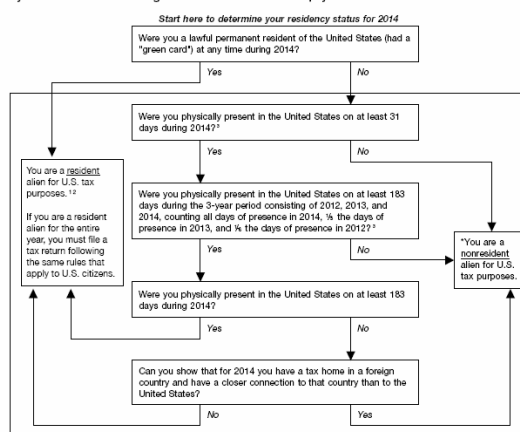 Start here to determine your residency status for 2014
Were you a lawful permanent resident of the United States (had a
"green card") at any time during 2014?
Yes
No
Were you physically present in the United States on at least 31
days during 2014?³
Yes
No
You are a resident
alien for U.S. tax
purposes. ¹ ²
If you are a resident
alien for the entire
year, you must file a
tax return following
the same rules that
apply to U.S. citizens.
Were you physically present in the United States on at least 183
days during the 3-year period consisting of 2012, 2013, and
2014, counting all days of presence in 2014, ⅓ the days of
presence in 2013, and ⅙ the days of presence in 2012? ³
Yes
No
*You are a
nonresident
alien for U.S.
tax purposes.
Were you physically present in the United States on at least 183
days during 2014?
Yes
No
Can you show that for 2014 you have a tax home in a foreign
country and have a closer connection to that country than to the
United States?
No
Yes